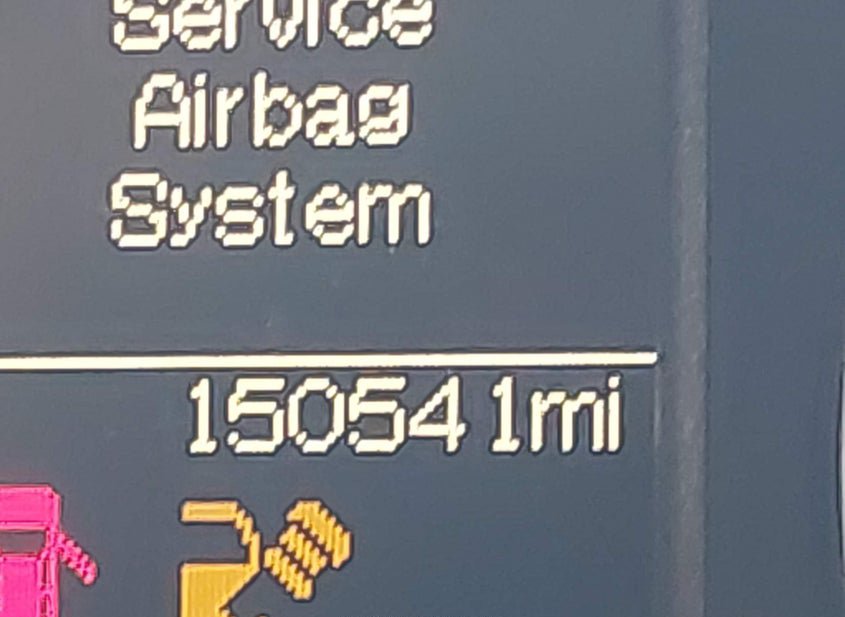 Service
Airbag
System
150541mi